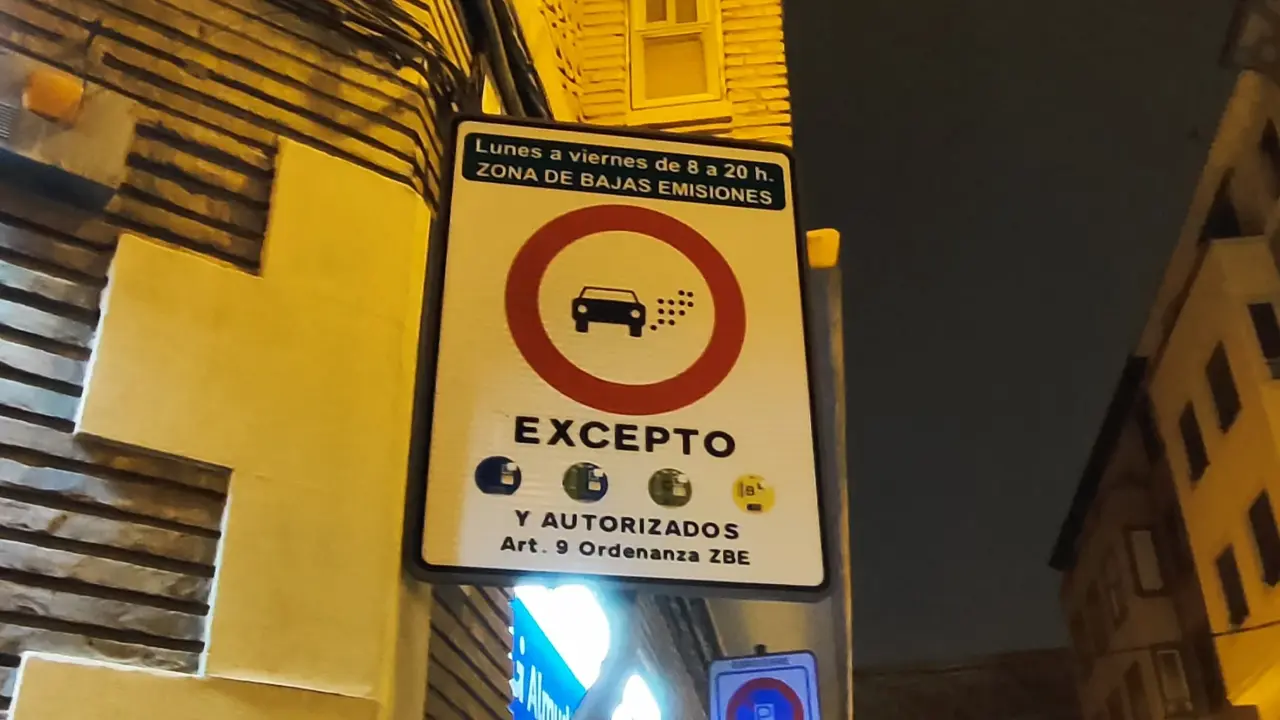 Lunes a viernes de 8 a 20 h.
ZONA DE BAJAS EMISIONES
EXCEPTO
B
Y AUTORIZADOS
Art. 9 Ordenanza ZBE